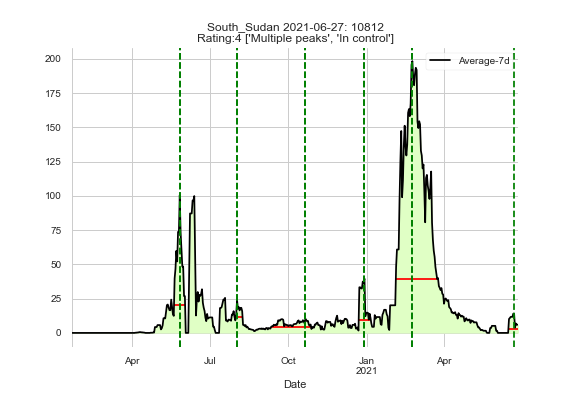 South_Sudan 2021-06-27: 10812
Rating:4 ['Multiple peaks', 'In control']
Average-7d
200
175
150
125
100
75
50
25
0
Apr
Jul
Oct
Jan
2021
Apr
Date